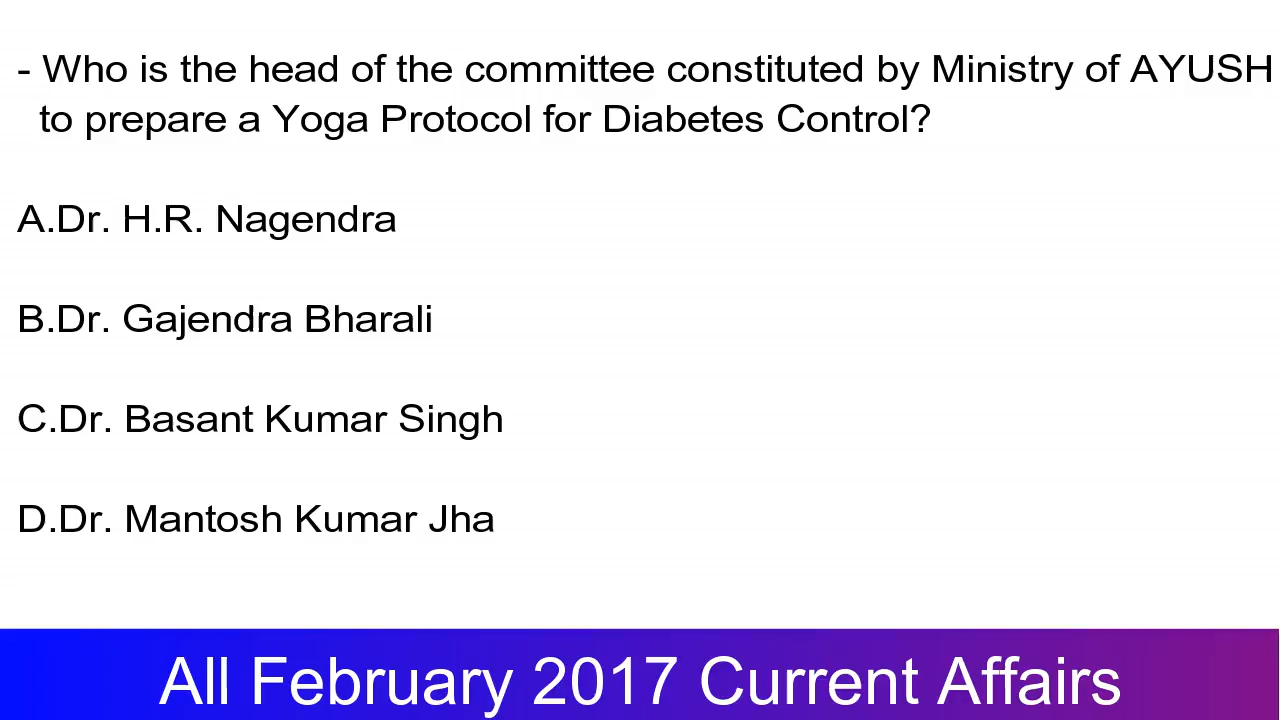 - Who is the head of the committee constituted by Ministry of AYUSH
to prepare a Yoga Protocol for Diabetes Control?
A.Dr. H.R. Nagendra
B.Dr. Gajendra Bharali
C.Dr. Basant Kumar Singh
D.Dr. Mantosh Kumar Jha
All February 2017 Current Affairs